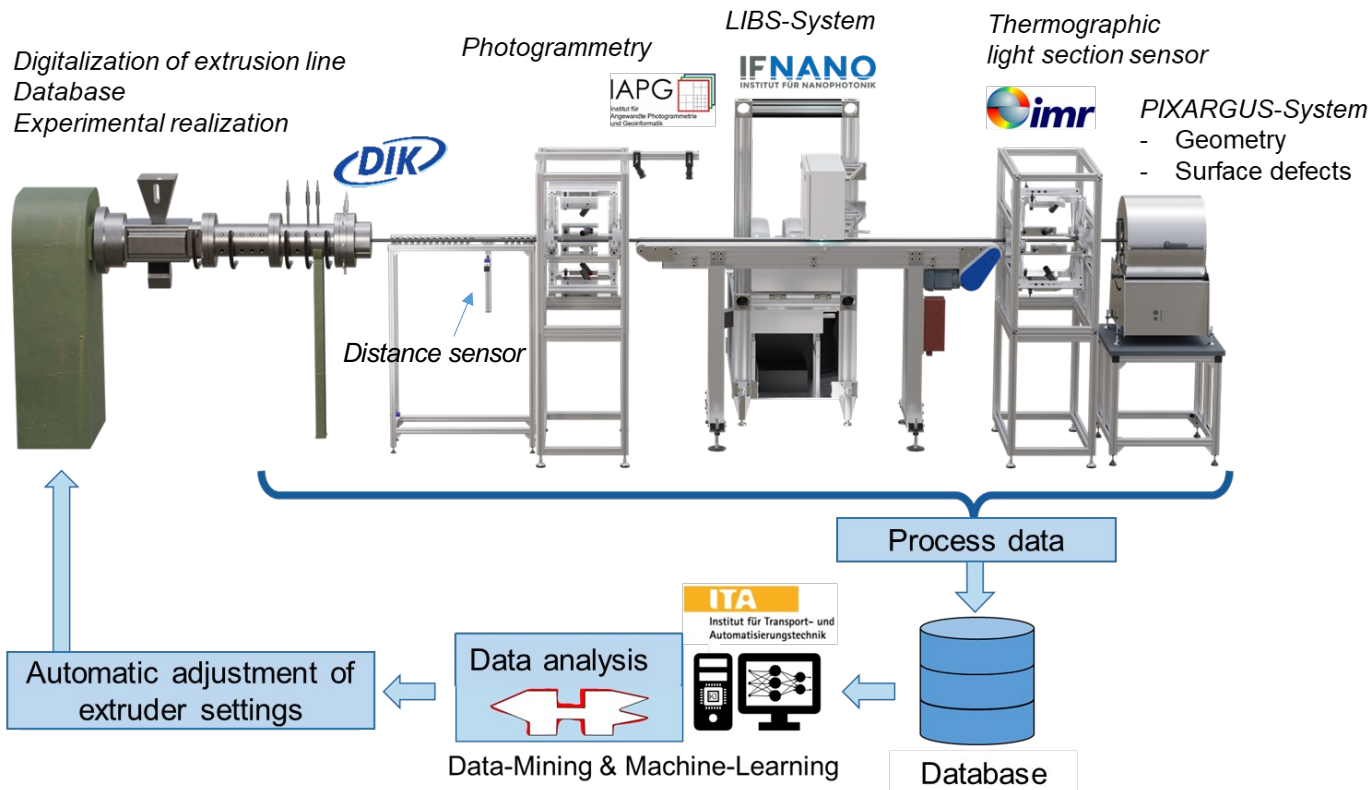 Digitalization of extrusion line
Database
Experimental realization
DIK
Photogrammetry
IAPG
Institut für
Angewandte Photogrammetrie
und Geoinformatik
LIBS-System
IFNANO
INSTITUT FÜR NANOPHOTONIK
Thermographic
light section sensor
imr
PIXARGUS-System
- Geometry
- Surface defects
Distance sensor
Process data
ITA
Institut für Transport- und
Automatisierungstechnik
Data analysis
Automatic adjustment of
extruder settings
Data-Mining & Machine-Learning
Database